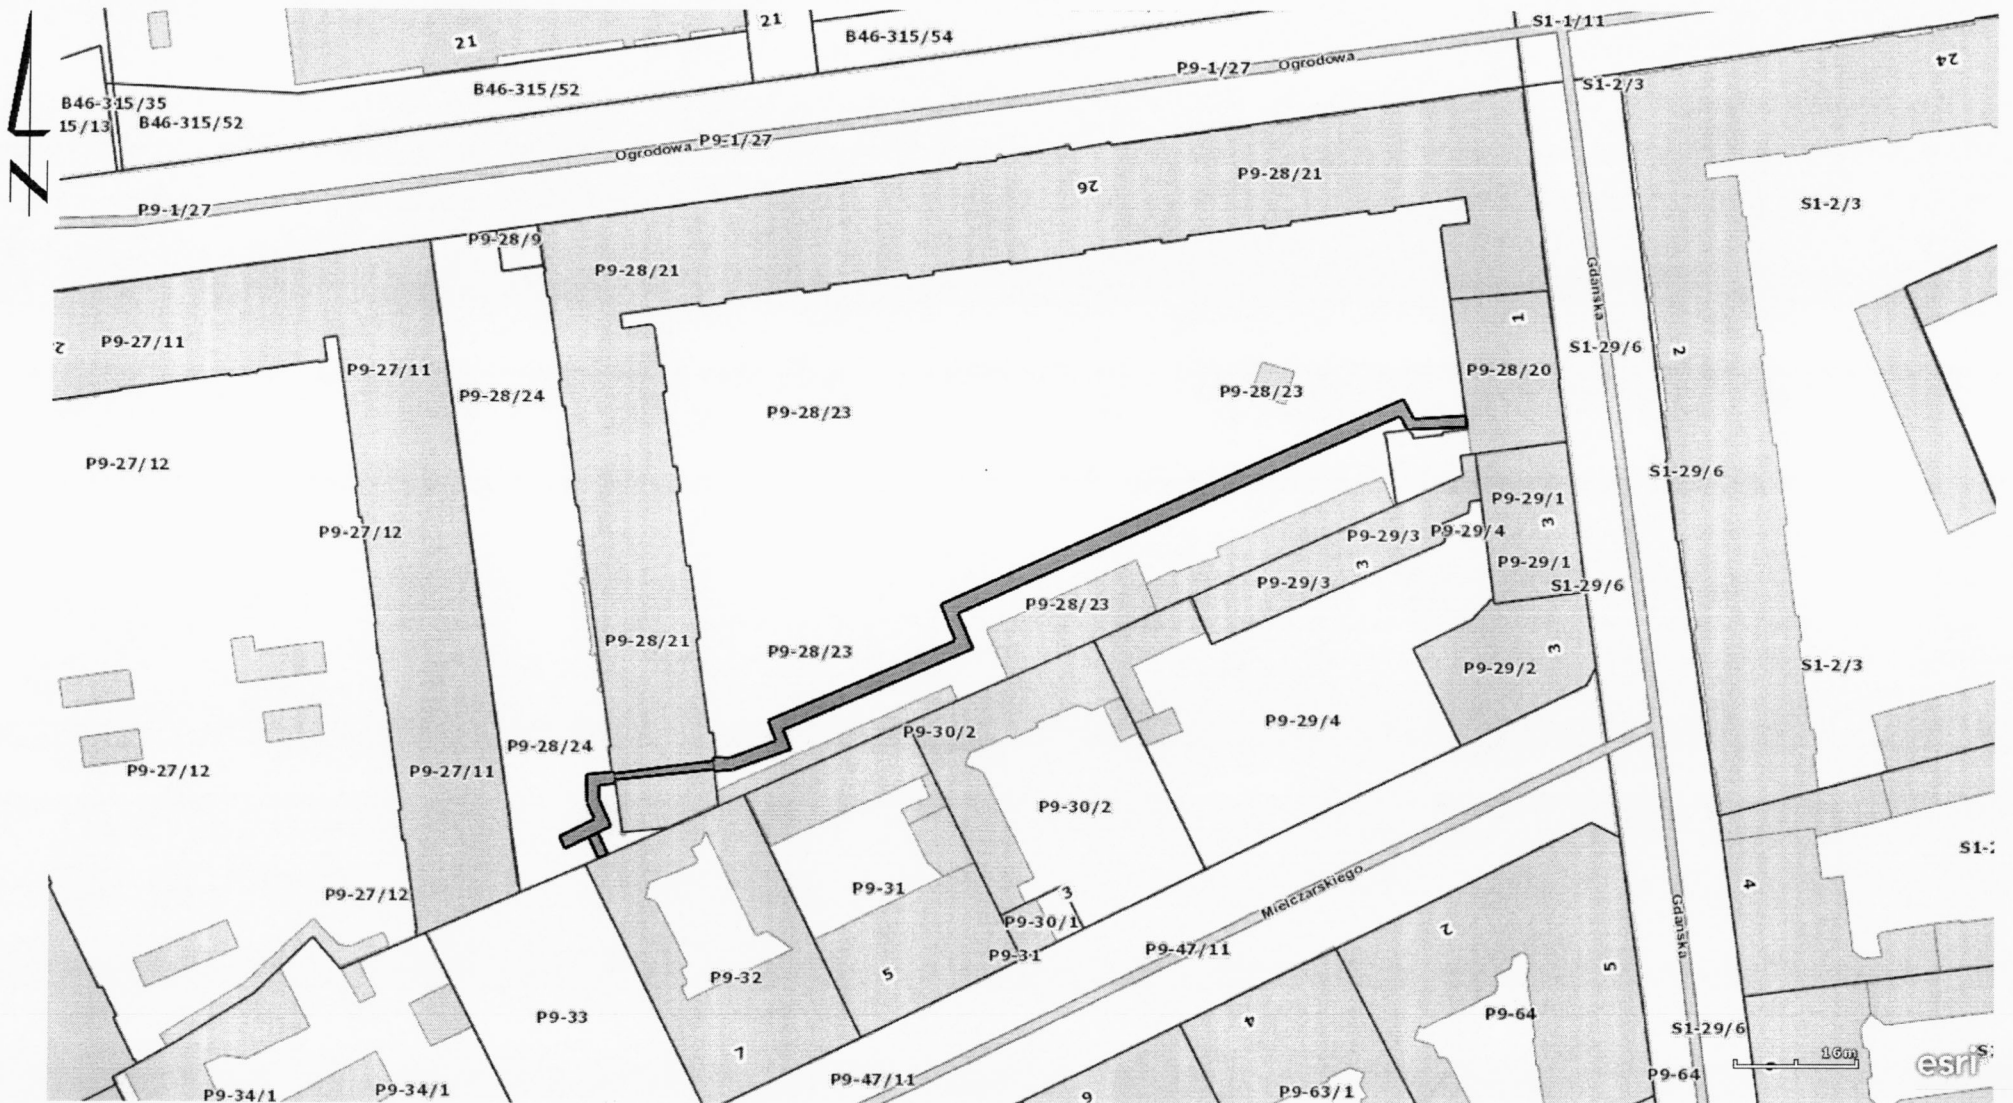 21
21
B46-315/54
S1-1/11
B46-315/52
P9-1/27
Ogrodowa
S1-2/3
24
B46-315/35
15/13
B46-315/52
Ogrodowa
P9-1/27
N
P9-1/27
26
P9-28/21
S1-2/3
P9-28/9
P9-28/21
Gdańska
1
S1-29/6
2
P9-27/11
P9-27/11
P9-28/24
P9-28/23
P9-28/23
P9-28/20
P9-27/12
S1-29/6
P9-29/1
3
P9-27/12
P9-29/3
P9-29/4
P9-29/1
3
P9-29/3
S1-29/6
P9-28/23
P9-28/21
P9-28/23
3
P9-29/2
S1-2/3
P9-29/4
P9-30/2
P9-28/24
P9-27/12
P9-27/11
P9-30/2
S1-2
P9-27/12
P9-31
3
Mielczarskiego
4
P9-30/1
Gdańska
P9-31
P9-47/11
2
5
P9-32
5
P9-33
P9-64
4
S1-29/6
7
16m
esri
P9-47/11
P9-64
P9-34/1
P9-34/1
P9-63/1
6